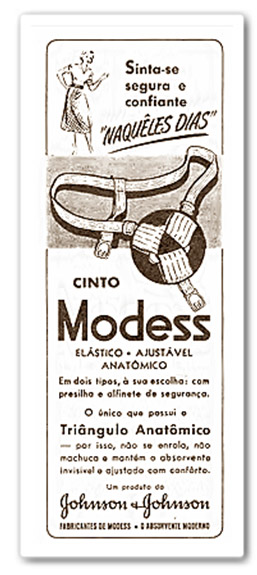 Sinta-se
segura e
confiante
"NAQUÊLES DIAS"
CINTO
Modess
ELÁSTICO • AJUSTÁVEL
ANATÔMICO
Em dois tipos, à sua escolha: com
presilha e alfinete de segurança.
O único que possui o
Triângulo Anatômico
— por isso, não se enrola, não
machuca e mantém o absorvente
invisível e ajustado com confôrto.
Um produto da
Johnson & Johnson
FABRICANTES DE MODESS • O ABSORVENTE MODERNO